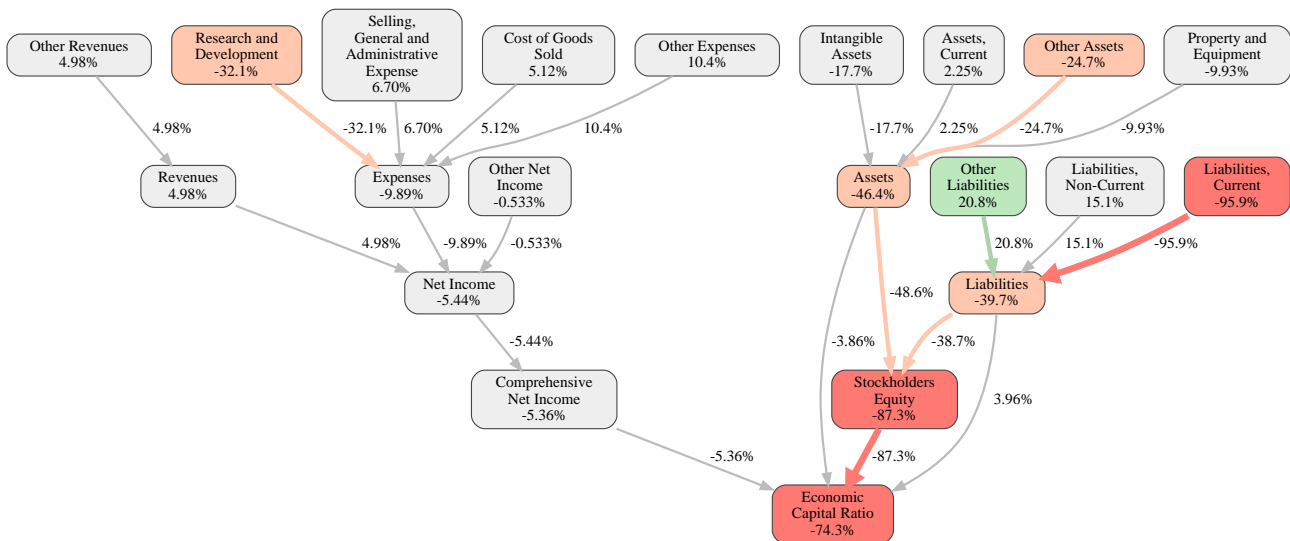 Other Revenues
4.98%
Research and
Development
-32.1%
Selling,
General and
Administrative
Expense
6.70%
Cost of Goods
Sold
5.12%
Other Expenses
10.4%
Intangible
Assets
-17.7%
Assets,
Current
2.25%
Other Assets
-24.7%
Property and
Equipment
-9.93%
4.98%
-32.1%
6.70%
5.12%
10.4%
-17.7%
2.25%
-24.7%
-9.93%
Revenues
4.98%
Expenses
-9.89%
Other Net
Income
-0.533%
Assets
-46.4%
Other
Liabilities
20.8%
Liabilities,
Non-Current
15.1%
Liabilities,
Current
-95.9%
4.98%
-9.89%
-0.533%
20.8%
15.1%
-95.9%
Net Income
-5.44%
-48.6%
Liabilities
-39.7%
-5.44%
-3.86%
-38.7%
Comprehensive
Net Income
-5.36%
Stockholders
Equity
-87.3%
3.96%
-5.36%
-87.3%
Economic
Capital Ratio
-74.3%